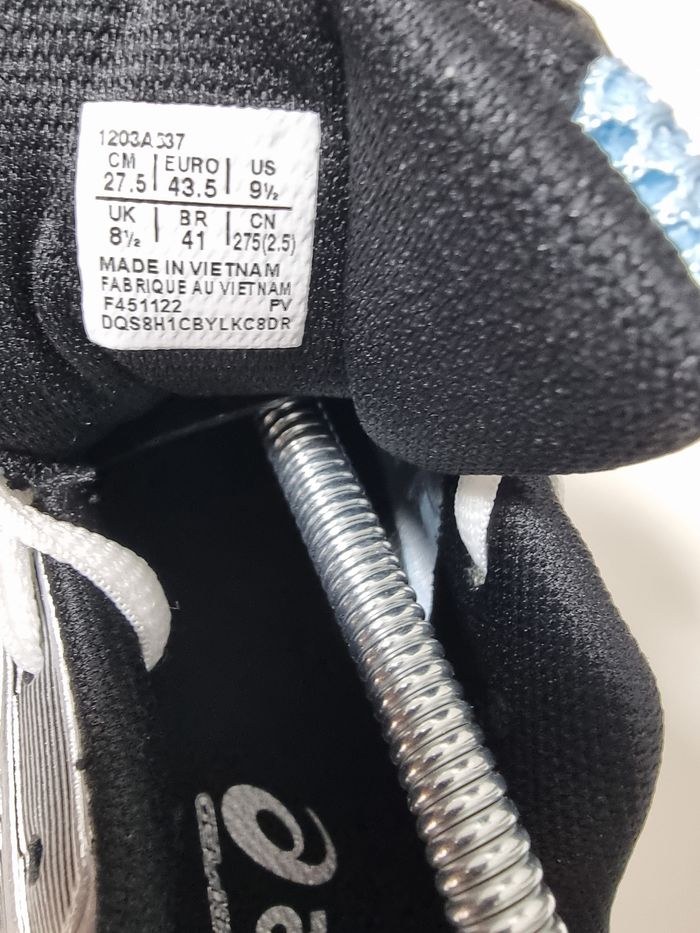 1203A537
CM | EURO | US
27.5 | 43.5 | 9½
UK | BR | CN
8½ | 41 | 275(2.5)
MADE IN VIETNAM
FABRIQUE AU VIETNAM
F451122 PV
DQS8H1CBYLKC8DR